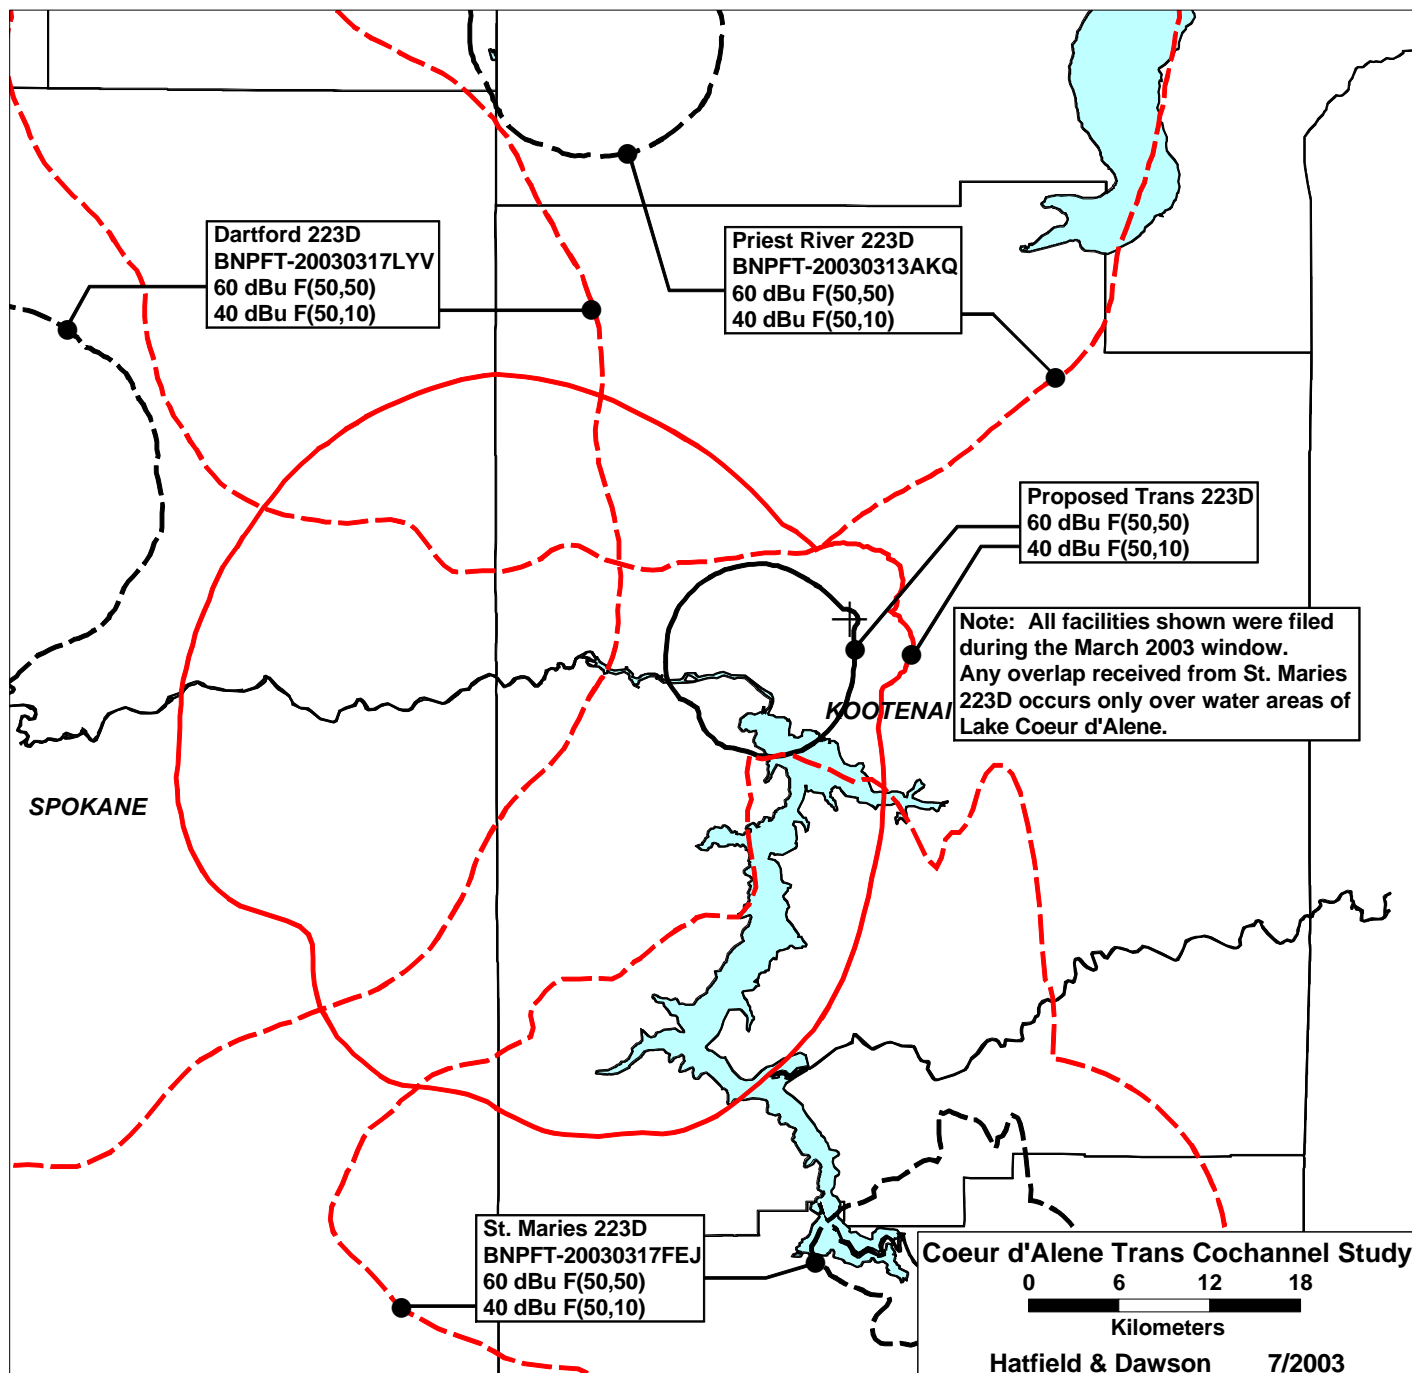 Dartford 223D
BNPFT-20030317LYV
60 dBu F(50,50)
40 dBu F(50,10)
Priest River 223D
BNPFT-20030313AKQ
60 dBu F(50,50)
40 dBu F(50,10)
Proposed Trans 223D
60 dBu F(50,50)
40 dBu F(50,10)
Note: All facilities shown were filed
during the March 2003 window.
Any overlap received from St. Maries
223D occurs only over water areas of
Lake Coeur d'Alene.
KOOTENAI
SPOKANE
St. Maries 223D
BNPFT-20030317FEJ
60 dBu F(50,50)
40 dBu F(50,10)
Coeur d'Alene Trans Cochannel Study
0 6 12 18
Kilometers
Hatfield & Dawson 7/2003